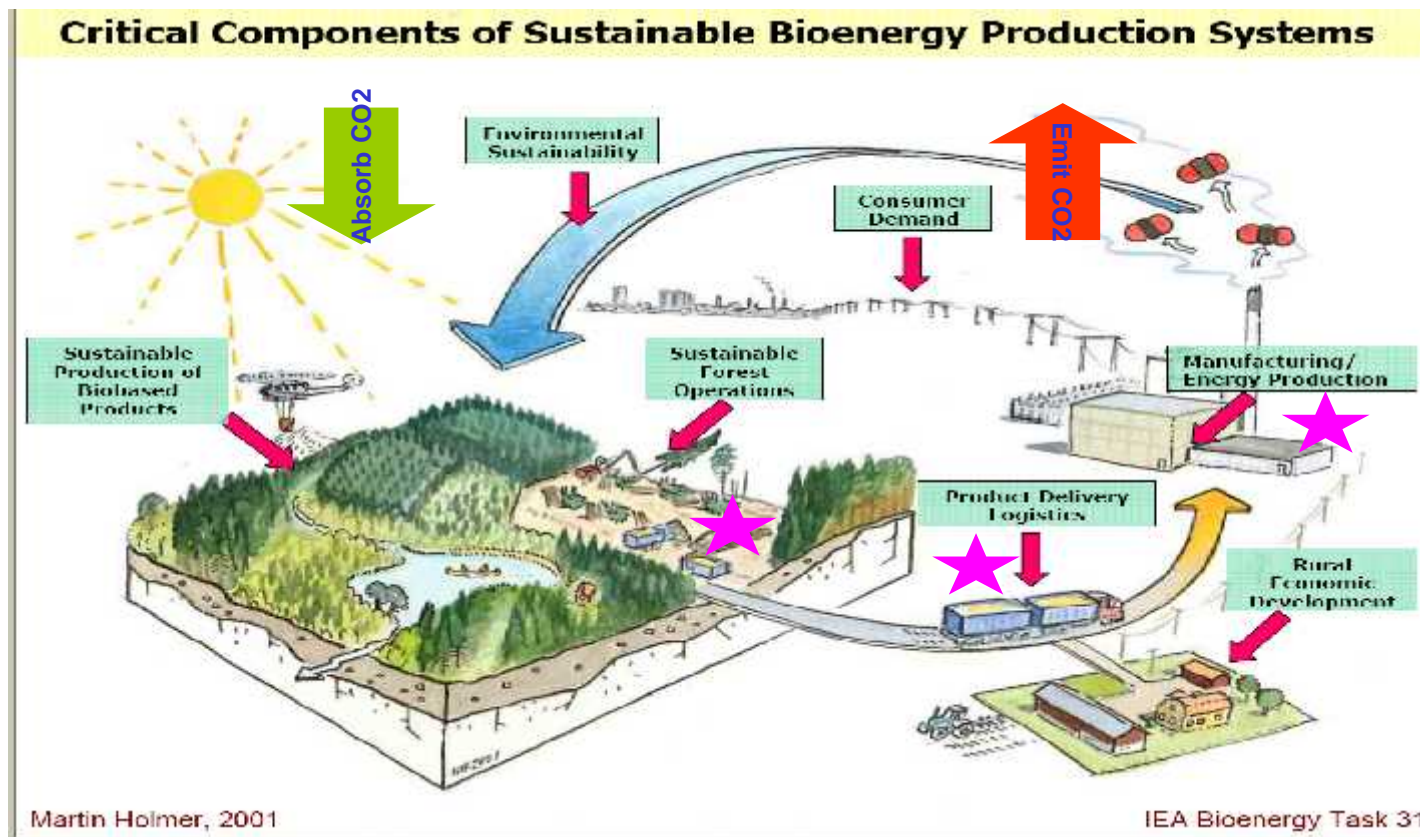 Critical Components of Sustainable Bioenergy Production Systems
Absorb CO2
Environmental
Sustainability
Emit CO2
Consumer
Demand
Sustainable
Production of
Biobased
Products
Sustainable
Forest
Operations
Manufacturing/
Energy Production
Product Delivery
Logistics
Rural
Economic
Development
Martin Holmer, 2001
IEA Bioenergy Task 31